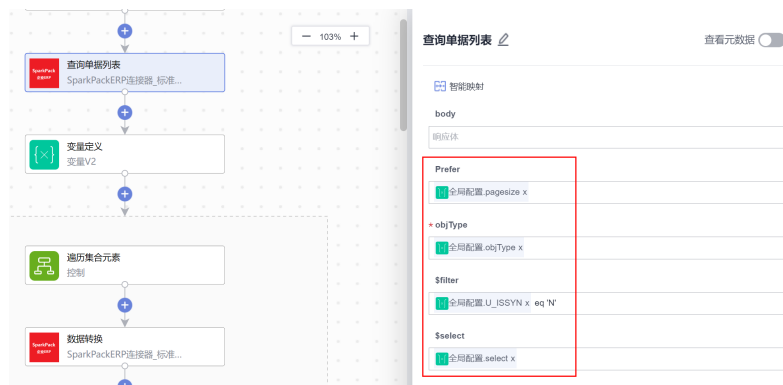 — 103% +
查询单据列表
SparkPackERP连接器_标准...
变量定义
变量V2
遍历集合元素
控制
数据转换
SparkPackERP连接器_标准...
查询单据列表
查看元数据
智能映射
body
响应体
Prefer
全局配置.pagesize x
* objType
全局配置.objType x
$filter
全局配置.U_ISSYN x eq 'N'
$select
全局配置.select x